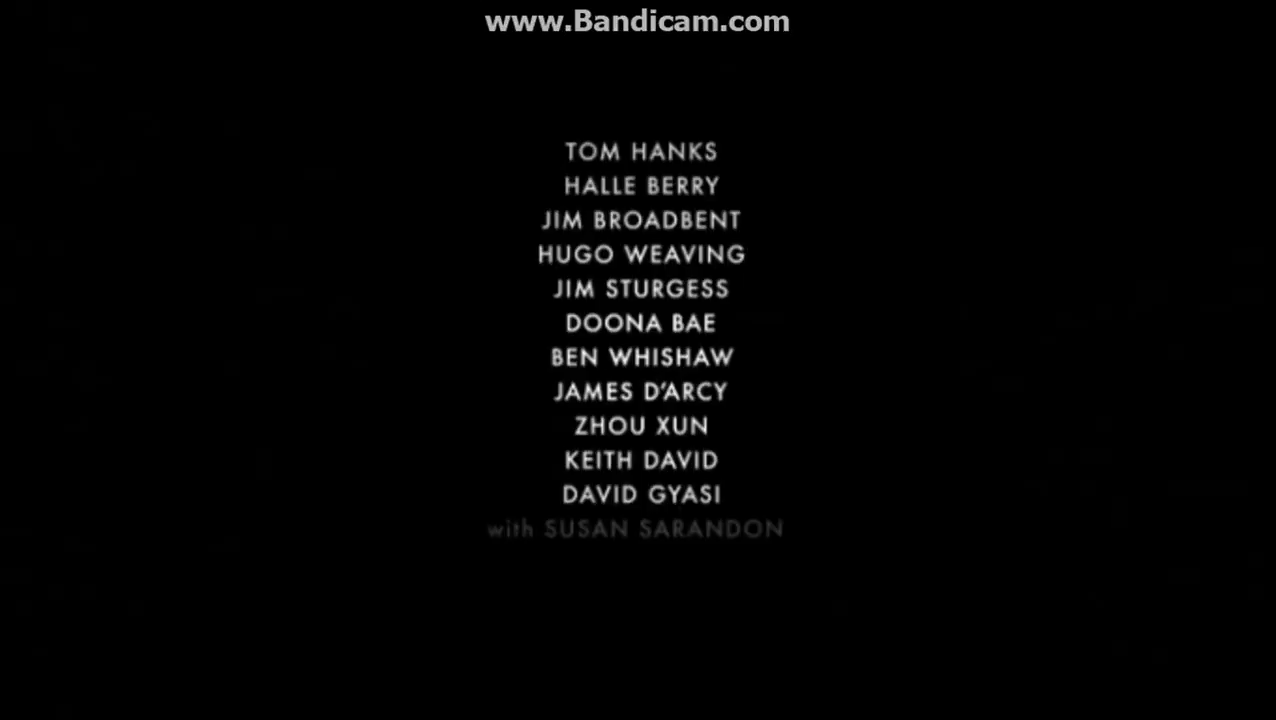 www.Bandicam.com
TOM HANKS
HALLE BERRY
JIM BROADBENT
HUGO WEAVING
JIM STURGESS
DOONA BAE
BEN WHISHAW
JAMES D'ARCY
ZHOU XUN
KEITH DAVID
DAVID GYASI
with SUSAN SARANDON